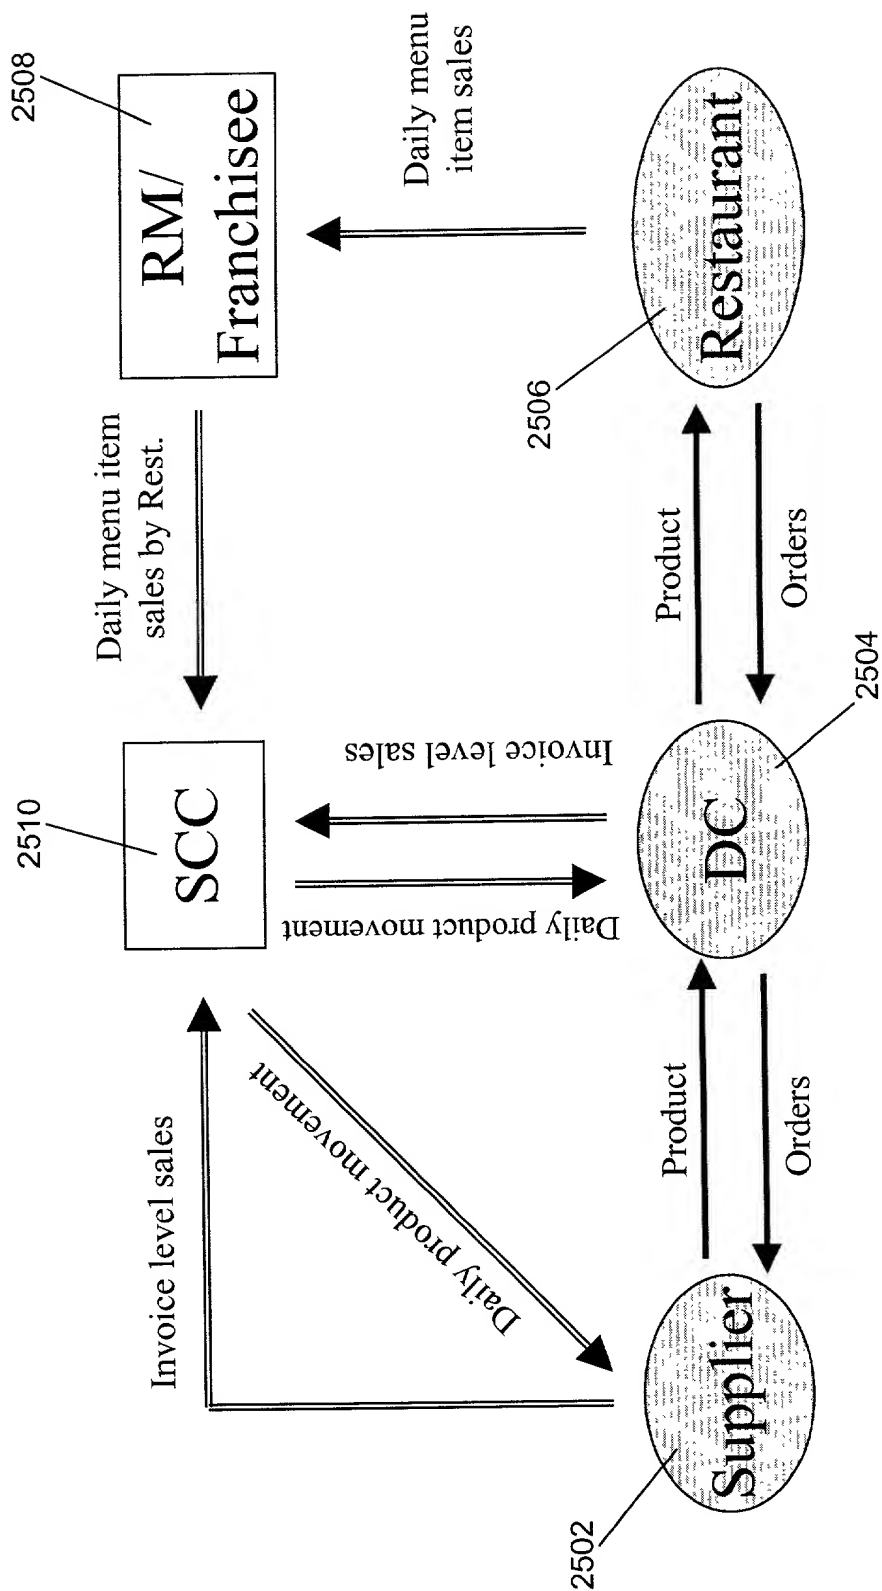 2510
SCC
2508
RM/
Franchisee
Daily menu item
sales by Rest.
Invoice level sales
Daily product movement
Daily product movement
Invoice level sales
Daily menu
item sales
2502
Supplier
Product
Orders
DC
2504
Product
Orders
2506
Restaurant